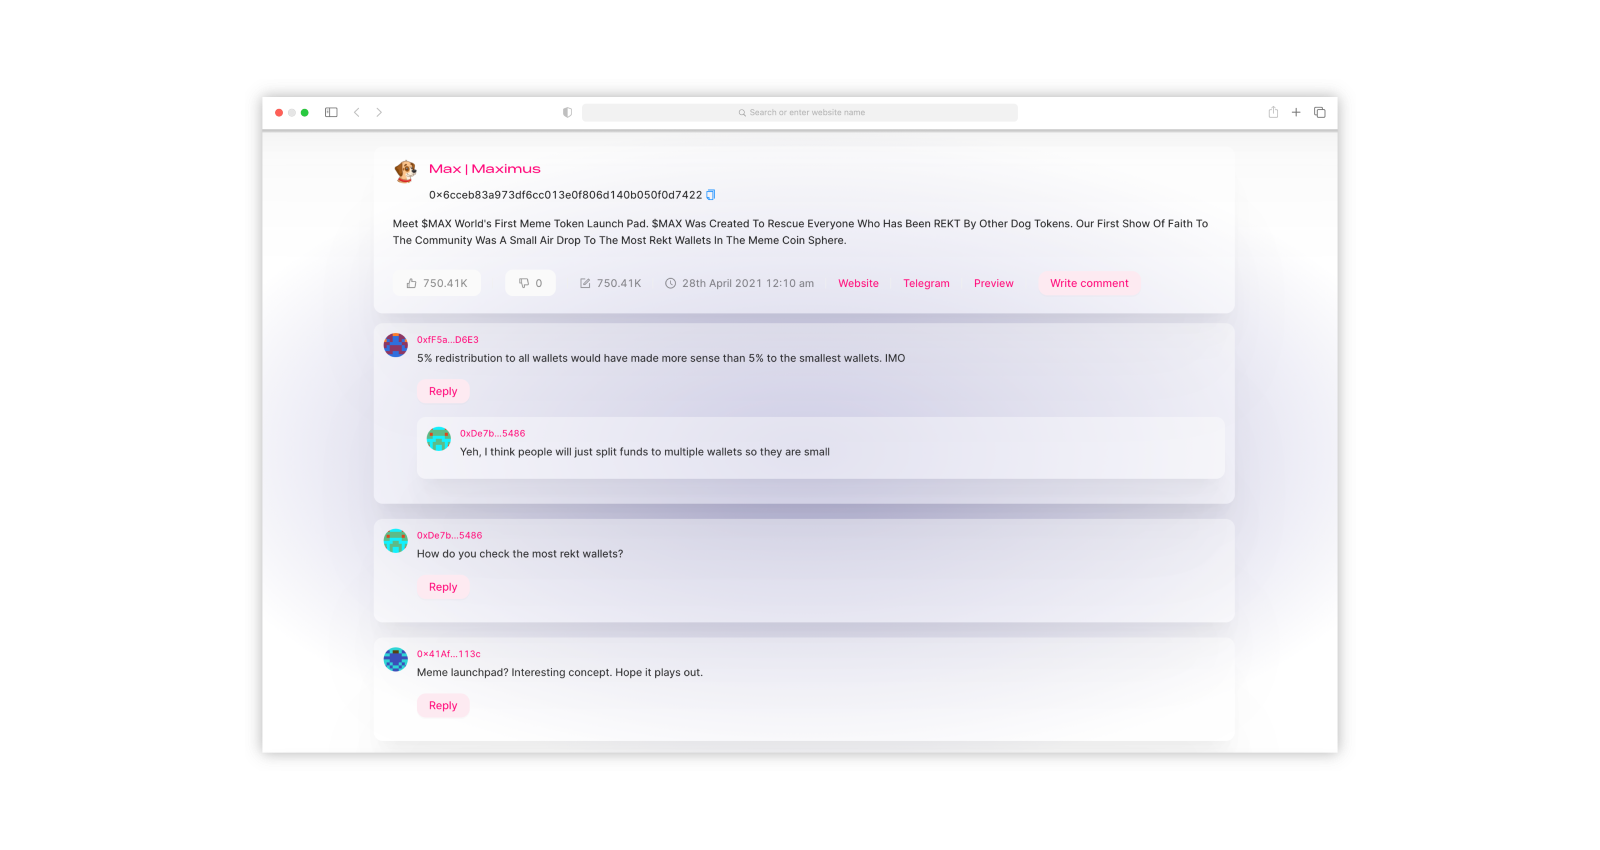 Search or enter website name
Max | Maximus
0x6cceb83a973df6cc013e0f806d140b050f0d7422
Meet $MAX World's First Meme Token Launch Pad. $MAX Was Created To Rescue Everyone Who Has Been REKT By Other Dog Tokens. Our First Show Of Faith To
The Community Was A Small Air Drop To The Most Rekt Wallets In The Meme Coin Sphere.
750.41K 0 750.41K 28th April 2021 12:10 am Website Telegram Preview Write comment
0xfF5a...D6E3
5% redistribution to all wallets would have made more sense than 5% to the smallest wallets. IMO
Reply
0xDe7b...5486
Yeh, I think people will just split funds to multiple wallets so they are small
0xDe7b...5486
How do you check the most rekt wallets?
Reply
0x41Af...113c
Meme launchpad? Interesting concept. Hope it plays out.
Reply